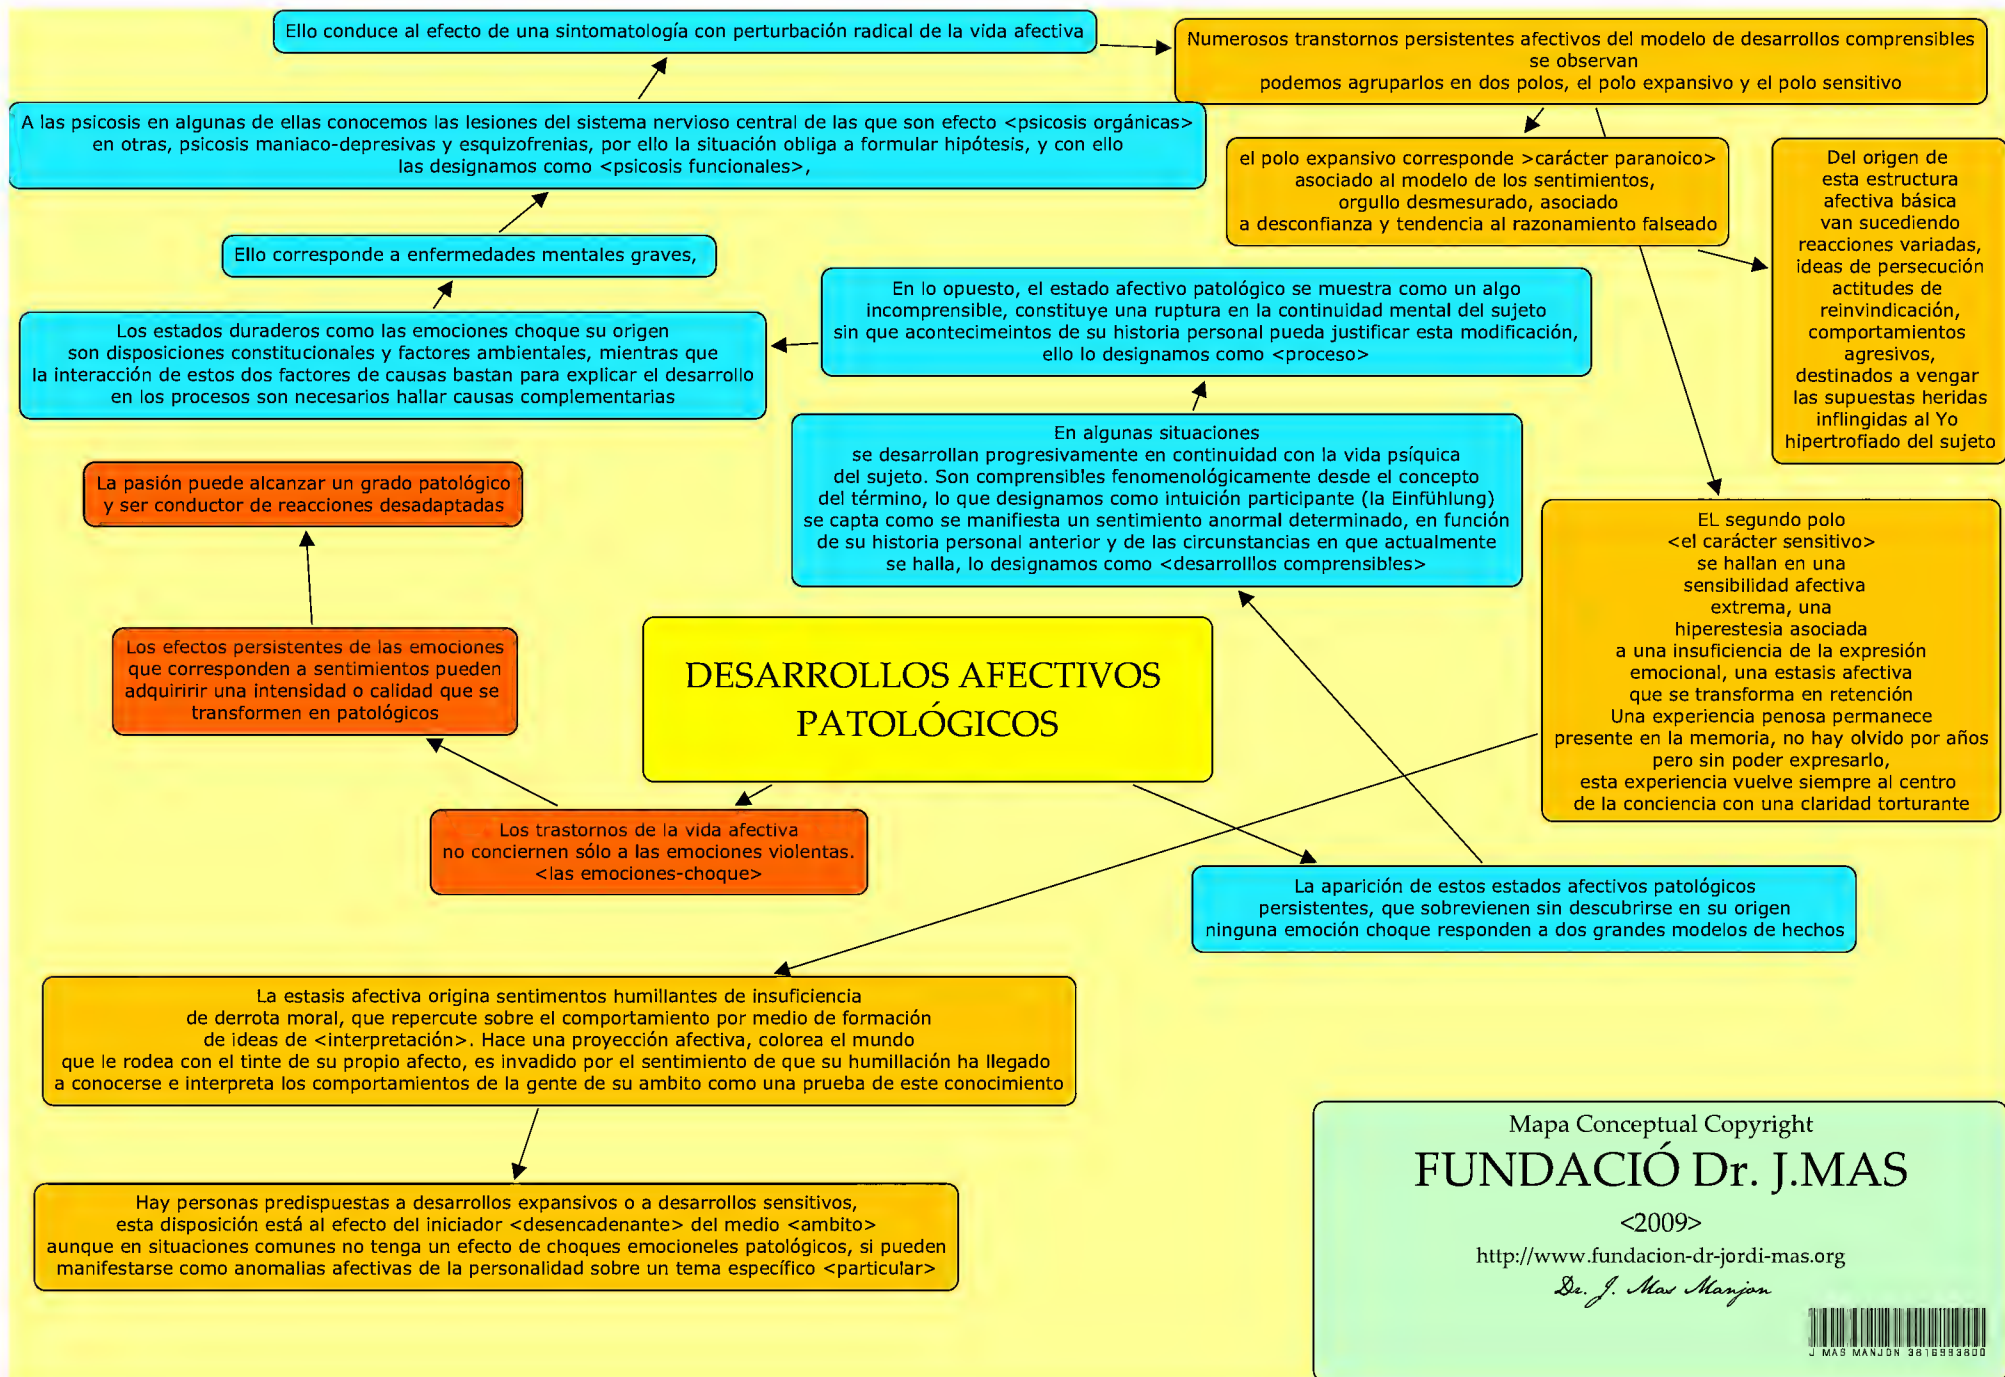 Ello conduce al efecto de una sintomatología con perturbación radical de la vida afectiva
Numerosos transtornos persistentes afectivos del modelo de desarrollos comprensibles
se observan
podemos agruparlos en dos polos, el polo expansivo y el polo sensitivo
A las psicosis en algunas de ellas conocemos las lesiones del sistema nervioso central de las que son efecto <psicosis orgánicas>
en otras, psicosis maniaco-depresivas y esquizofrenias, por ello la situación obliga a formular hipótesis, y con ello
las designamos como <psicosis funcionales>,
el polo expansivo corresponde >carácter paranoico>
asociado al modelo de los sentimientos,
orgullo desmesurado, asociado
a desconfianza y tendencia al razonamiento falseado
Del origen de
esta estructura
afectiva básica
van sucediendo
reacciones variadas,
ideas de persecución
actitudes de
reinvindicación,
comportamientos
agresivos,
destinados a vengar
las supuestas heridas
inflingidas al Yo
hipertrofiado del sujeto
Ello corresponde a enfermedades mentales graves,
En lo opuesto, el estado afectivo patológico se muestra como un algo
incomprensible, constituye una ruptura en la continuidad mental del sujeto
sin que acontecimeintos de su historia personal pueda justificar esta modificación,
ello lo designamos como <proceso>
Los estados duraderos como las emociones choque su origen
son disposiciones constitucionales y factores ambientales, mientras que
la interacción de estos dos factores de causas bastan para explicar el desarrollo
en los procesos son necesarios hallar causas complementarias
En algunas situaciones
se desarrollan progresivamente en continuidad con la vida psíquica
del sujeto. Son comprensibles fenomenológicamente desde el concepto
del término, lo que designamos como intuición participante (la Einfühlung)
se capta como se manifiesta un sentimiento anormal determinado, en función
de su historia personal anterior y de las circunstancias en que actualmente
se halla, lo designamos como <desarrolllos comprensibles>
La pasión puede alcanzar un grado patológico
y ser conductor de reacciones desadaptadas
EL segundo polo
<el carácter sensitivo>
se hallan en una
sensibilidad afectiva
extrema, una
hiperestesia asociada
a una insuficiencia de la expresión
emocional, una estasis afectiva
que se transforma en retención
Una experiencia penosa permanece
presente en la memoria, no hay olvido por años
pero sin poder expresarlo,
esta experiencia vuelve siempre al centro
de la conciencia con una claridad torturante
Los efectos persistentes de las emociones
que corresponden a sentimientos pueden
adquiririr una intensidad o calidad que se
transformen en patológicos
DESARROLLOS AFECTIVOS
PATOLÓGICOS
Los trastornos de la vida afectiva
no conciernen sólo a las emociones violentas.
<las emociones-choque>
La aparición de estos estados afectivos patológicos
persistentes, que sobrevienen sin descubrirse en su origen
ninguna emoción choque responden a dos grandes modelos de hechos
La estasis afectiva origina sentimentos humillantes de insuficiencia
de derrota moral, que repercute sobre el comportamiento por medio de formación
de ideas de <interpretación>. Hace una proyección afectiva, colorea el mundo
que le rodea con el tinte de su propio afecto, es invadido por el sentimiento de que su humillación ha llegado
a conocerse e interpreta los comportamientos de la gente de su ambito como una prueba de este conocimiento
Hay personas predispuestas a desarrollos expansivos o a desarrollos sensitivos,
esta disposición está al efecto del iniciador <desencadenante> del medio <ambito>
aunque en situaciones comunes no tenga un efecto de choques emocioneles patológicos, si pueden
manifestarse como anomalias afectivas de la personalidad sobre un tema específico <particular>
Mapa Conceptual Copyright
FUNDACIÓ Dr. J.MAS
<2009>
http://www.fundacion-dr-jordi-mas.org
Dr. J. Mas Manjon
J MAS MANJON